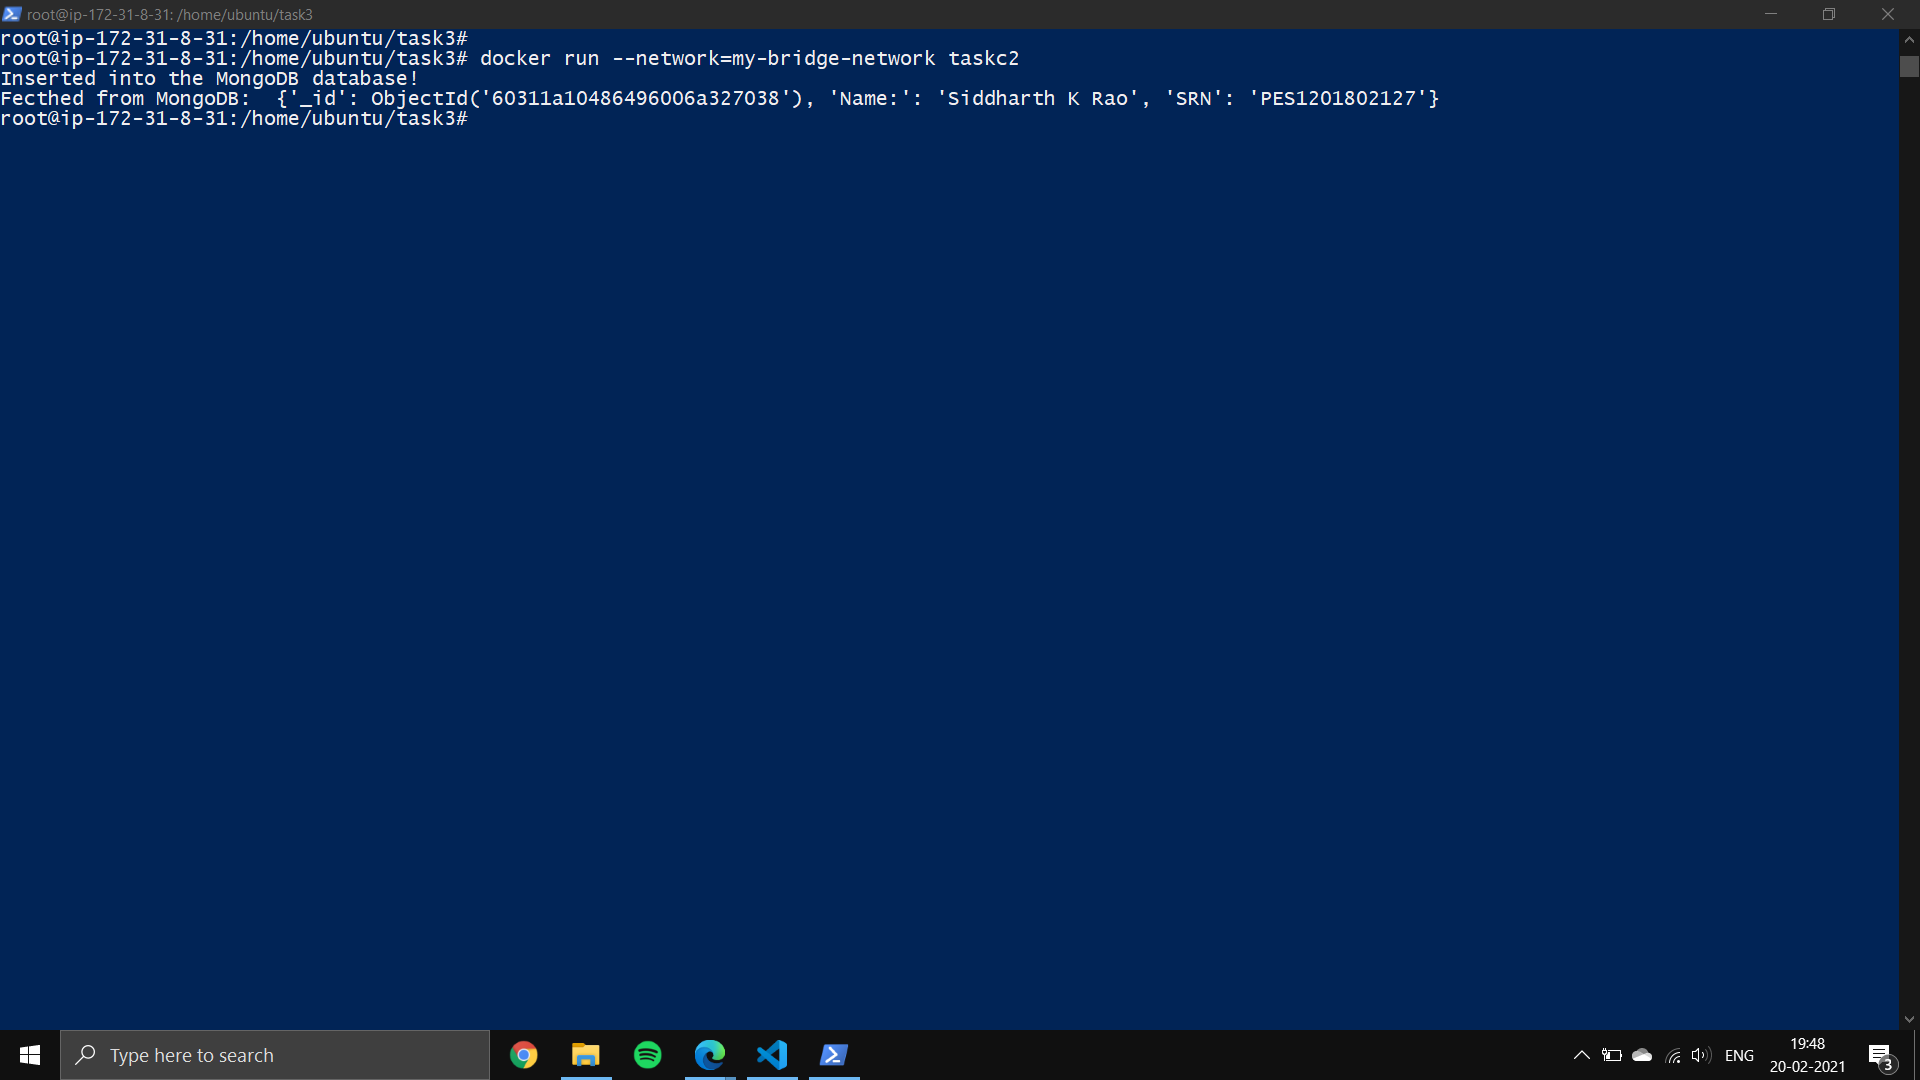 root@ip-172-31-8-31: /home/ubuntu/task3
root@ip-172-31-8-31:/home/ubuntu/task3#
root@ip-172-31-8-31:/home/ubuntu/task3# docker run --network=my-bridge-network taskc2
Inserted into the MongoDB database!
Fecthed from MongoDB:  {'_id': ObjectId('60311a10486496006a327038'), 'Name:': 'Siddharth K Rao', 'SRN': 'PES1201802127'}
root@ip-172-31-8-31:/home/ubuntu/task3#
Type here to search
ENG
19:48
20-02-2021
3